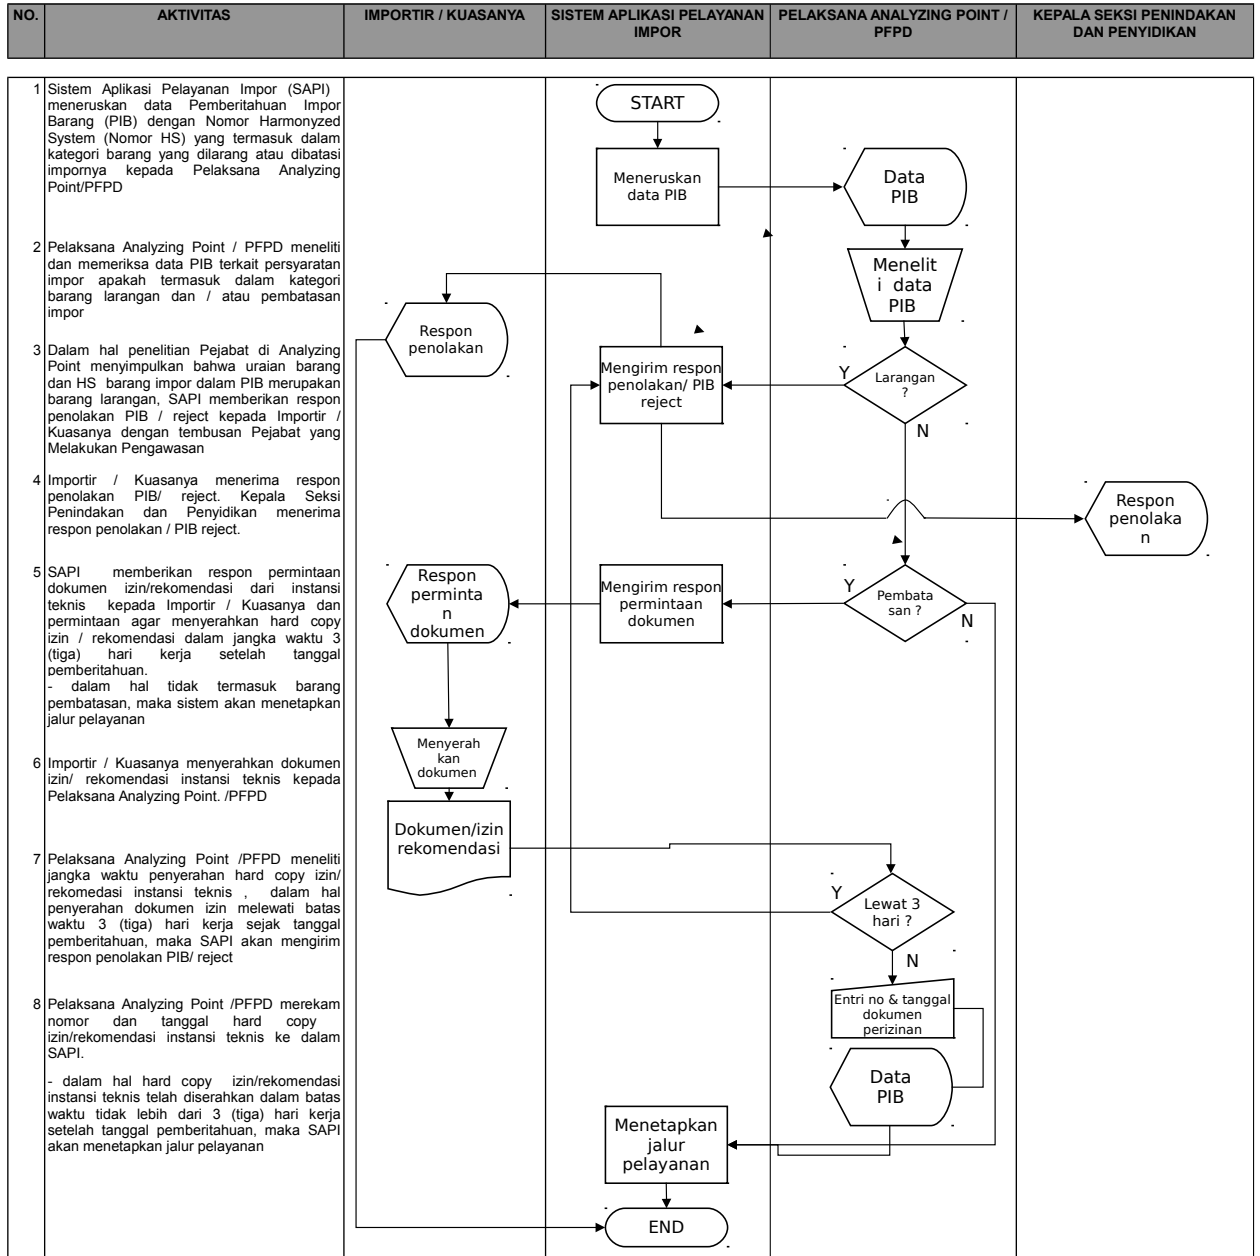 NO.
AKTIVITAS
IMPORTIR / KUASANYA
SISTEM APLIKASI PELAYANAN
IMPOR
PELAKSANA ANALYZING POINT /
PFPD
KEPALA SEKSI PENINDAKAN
DAN PENYIDIKAN
1 Sistem Aplikasi Pelayanan Impor (SAPI)
meneruskan data Pemberitahuan Impor
Barang (PIB) dengan Nomor Harmonyzed
System (Nomor HS) yang termasuk dalam
kategori barang yang dilarang atau dibatasi
impornya kepada Pelaksana Analyzing
Point/PFPD
2 Pelaksana Analyzing Point / PFPD meneliti
dan memeriksa data PIB terkait persyaratan
impor apakah termasuk dalam kategori
barang larangan dan / atau pembatasan
impor
3 Dalam hal penelitian Pejabat di Analyzing
Point menyimpulkan bahwa uraian barang
dan HS barang impor dalam PIB merupakan
barang larangan, SAPI memberikan respon
penolakan PIB / reject kepada Importir /
Kuasanya dengan tembusan Pejabat yang
Melakukan Pengawasan
4 Importir / Kuasanya menerima respon
penolakan PIB/ reject. Kepala Seksi
Penindakan dan Penyidikan menerima
respon penolakan / PIB reject.
5 SAPI memberikan respon permintaan
dokumen izin/rekomendasi dari instansi
teknis kepada Importir / Kuasanya dan
permintaan agar menyerahkan hard copy
izin / rekomendasi dalam jangka waktu 3
(tiga) hari kerja setelah tanggal
pemberitahuan.
- dalam hal tidak termasuk barang
pembatasan, maka sistem akan menetapkan
jalur pelayanan
6 Importir / Kuasanya menyerahkan dokumen
izin/ rekomendasi instansi teknis kepada
Pelaksana Analyzing Point. /PFPD
7 Pelaksana Analyzing Point /PFPD meneliti
jangka waktu penyerahan hard copy izin/
rekomedasi instansi teknis , dalam hal
penyerahan dokumen izin melewati batas
waktu 3 (tiga) hari kerja sejak tanggal
pemberitahuan, maka SAPI akan mengirim
respon penolakan PIB/ reject
8 Pelaksana Analyzing Point /PFPD merekam
nomor dan tanggal hard copy
izin/rekomendasi instansi teknis ke dalam
SAPI.
- dalam hal hard copy izin/rekomendasi
instansi teknis telah diserahkan dalam batas
waktu tidak lebih dari 3 (tiga) hari kerja
setelah tanggal pemberitahuan, maka SAPI
akan menetapkan jalur pelayanan
START
Meneruskan
data PIB
Data
PIB
Menelit
i data
PIB
Larangan
?
Y
N
Mengirim respon
penolakan/ PIB
reject
Respon
penolakan
Respon
penolaka
n
Pembata
san ?
Y
N
Mengirim respon
permintaan
dokumen
Respon
perminta
n
dokumen
Menyerah
kan
dokumen
Dokumen/izin
rekomendasi
Lewat 3
hari ?
Y
N
Entri no & tanggal
dokumen
perizinan
Data
PIB
Menetapkan
jalur
pelayanan
END